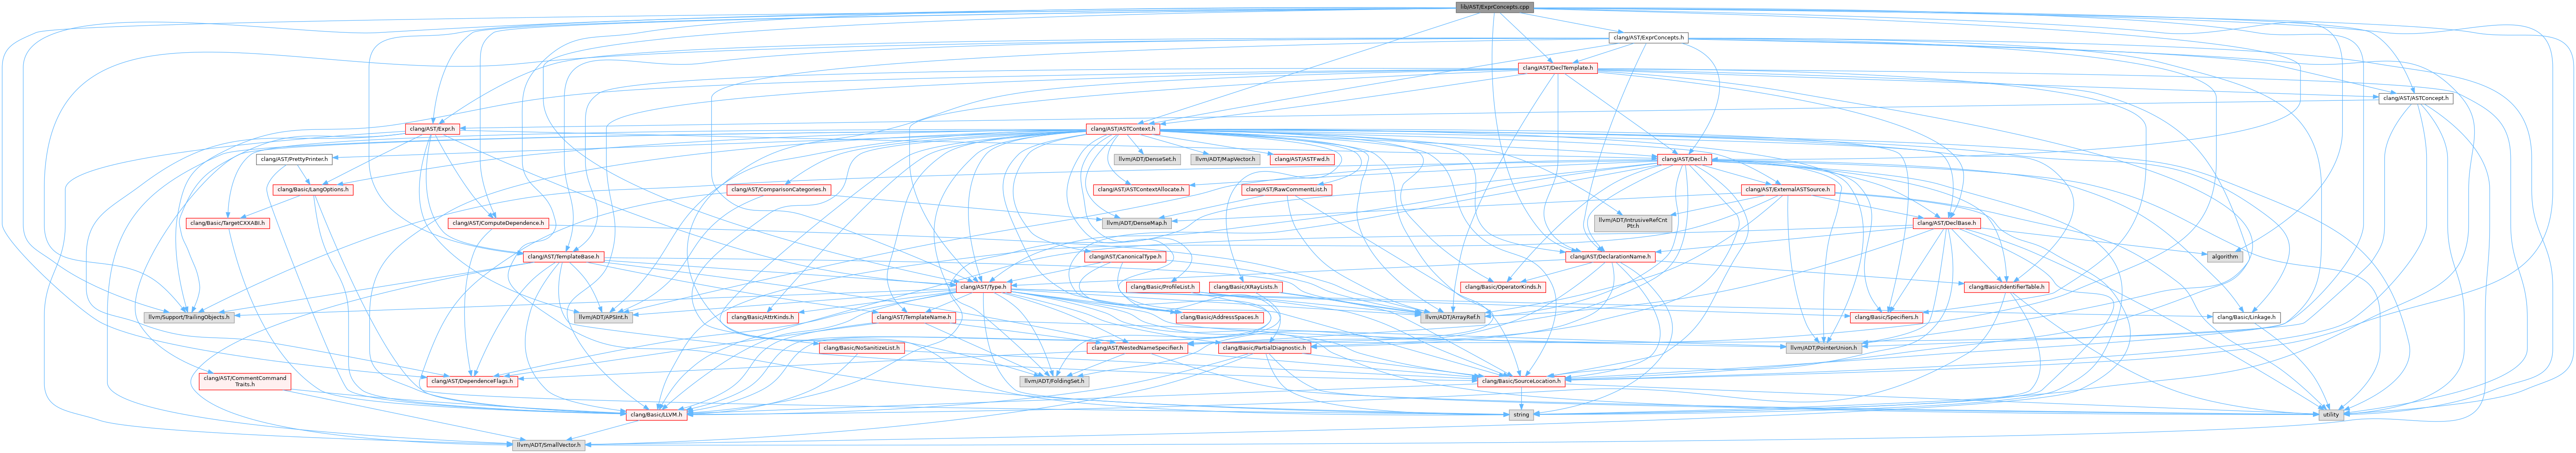 lib/AST/ExprConcepts.cpp
clang/AST/ExprConcepts.h
clang/AST/DeclTemplate.h
clang/AST/ASTConcept.h
clang/AST/Expr.h
clang/AST/ASTContext.h
clang/AST/PrettyPrinter.h
llvm/ADT/DenseSet.h
llvm/ADT/MapVector.h
clang/AST/ASTFwd.h
clang/AST/Decl.h
clang/Basic/LangOptions.h
clang/AST/ComparisonCategories.h
clang/AST/ASTContextAllocate.h
clang/AST/RawCommentList.h
clang/AST/ExternalASTSource.h
clang/Basic/TargetCXXABI.h
clang/AST/ComputeDependence.h
llvm/ADT/DenseMap.h
llvm/ADT/IntrusiveRefCnt
Ptr.h
clang/AST/DeclBase.h
clang/AST/TemplateBase.h
clang/AST/CanonicalType.h
clang/AST/DeclarationName.h
algorithm
clang/AST/Type.h
clang/Basic/ProfileList.h
clang/Basic/XRayLists.h
clang/Basic/OperatorKinds.h
clang/Basic/IdentifierTable.h
llvm/Support/TrailingObjects.h
llvm/ADT/APSInt.h
clang/Basic/AttrKinds.h
clang/AST/TemplateName.h
clang/Basic/AddressSpaces.h
llvm/ADT/ArrayRef.h
clang/Basic/Specifiers.h
clang/Basic/Linkage.h
clang/Basic/NoSanitizeList.h
clang/AST/NestedNameSpecifier.h
clang/Basic/PartialDiagnostic.h
llvm/ADT/PointerUnion.h
clang/AST/CommentCommand
Traits.h
clang/AST/DependenceFlags.h
llvm/ADT/FoldingSet.h
clang/Basic/SourceLocation.h
clang/Basic/LLVM.h
string
utility
llvm/ADT/SmallVector.h